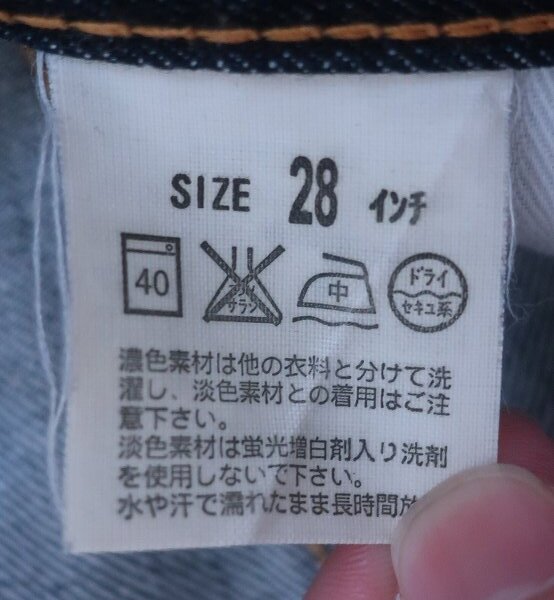 SIZE 28 インチ
40 エンソ サラシ 中 ドライ セキユ系
濃色素材は他の衣料と分けて洗
濯し、淡色素材との着用はご注
意下さい。
淡色素材は蛍光増白剤入り洗剤
を使用しないで下さい。
水や汗で濡れたまま長時間放